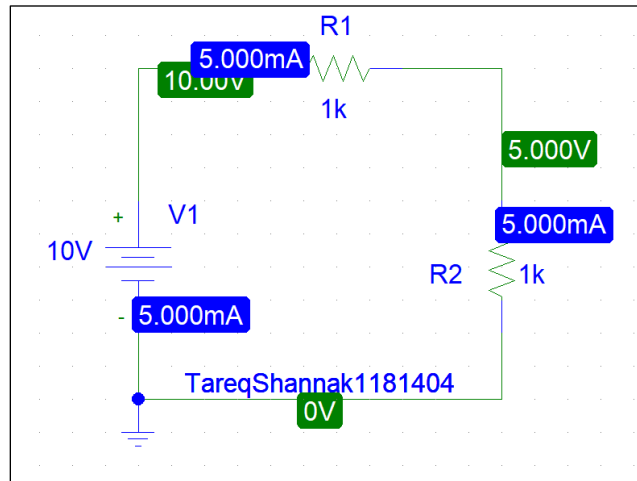 R1
5.000mA
10.00V
1k
5.000V
+
V1
5.000mA
10V
R2
1k
-
5.000mA
TareqShannak1181404
0V